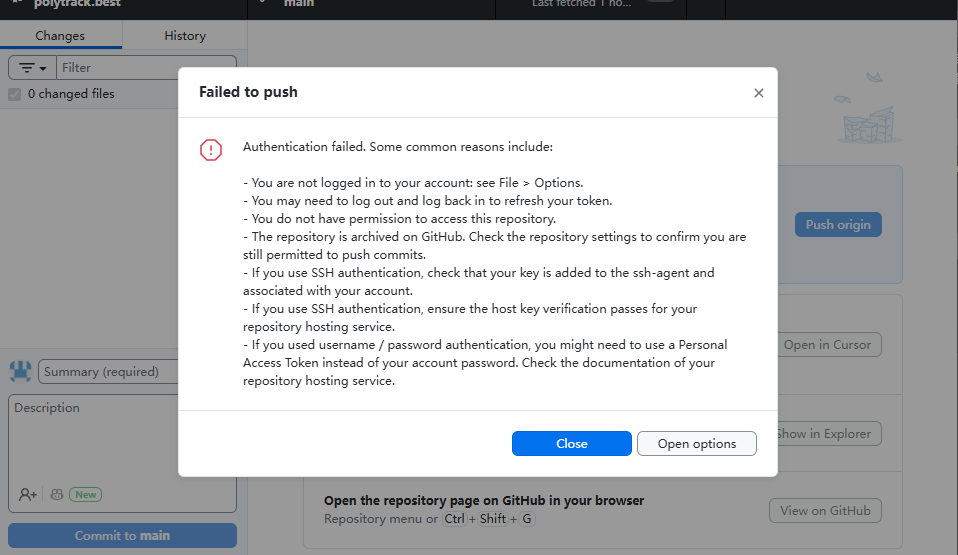 polytrack.best
main
Last fetched 1 ho...
Changes
History
Filter
0 changed files
Failed to push
Authentication failed. Some common reasons include:
- You are not logged in to your account: see File > Options.
- You may need to log out and log back in to refresh your token.
- You do not have permission to access this repository.
- The repository is archived on GitHub. Check the repository settings to confirm you are
still permitted to push commits.
- If you use SSH authentication, check that your key is added to the ssh-agent and
associated with your account.
- If you use SSH authentication, ensure the host key verification passes for your
repository hosting service.
- If you used username / password authentication, you might need to use a Personal
Access Token instead of your account password. Check the documentation of your
repository hosting service.
Close
Open options
Push origin
Open in Cursor
Show in Explorer
Open the repository page on GitHub in your browser
Repository menu or Ctrl + Shift + G
View on GitHub
Summary (required)
Description
New
Commit to main